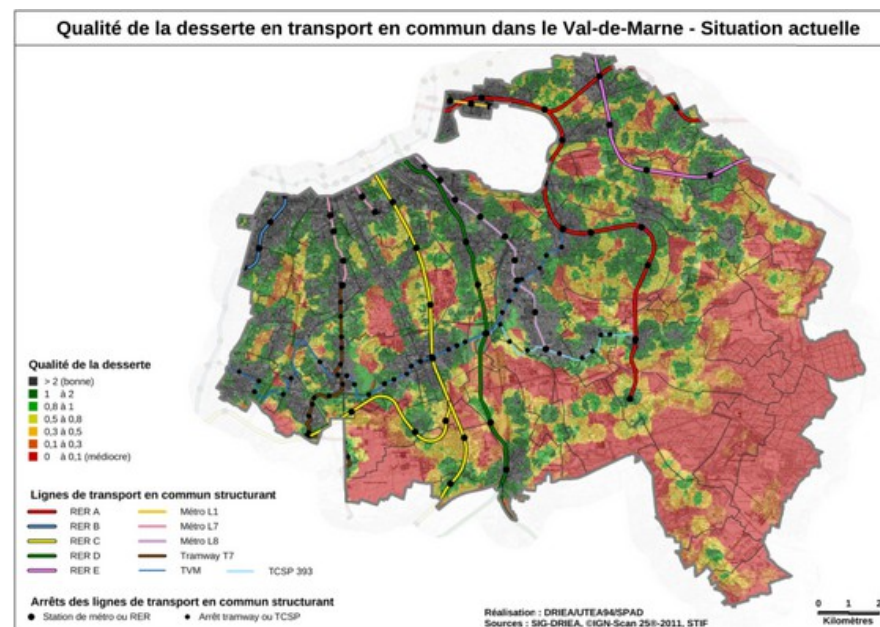 Qualité de la desserte en transport en commun dans le Val-de-Marne - Situation actuelle
Qualité de la desserte
> 2 (bonne)
1 à 2
0,8 à 1
0,5 à 0,8
0,3 à 0,5
0,1 à 0,3
0 à 0,1 (médiocre)
Lignes de transport en commun structurant
RER A
RER B
RER C
RER D
RER E
Métro L1
Métro L7
Métro L8
Tramway T7
TVM
TCSP 393
Arrêts des lignes de transport en commun structurant
Station de métro ou RER
Arrêt tramway ou TCSP
Réalisation : DRIEA/UTEA94/SPAD
Sources : SIG-DRIEA, ©IGN-Scan 25®-2011, STIF
0 1 2
Kilomètres